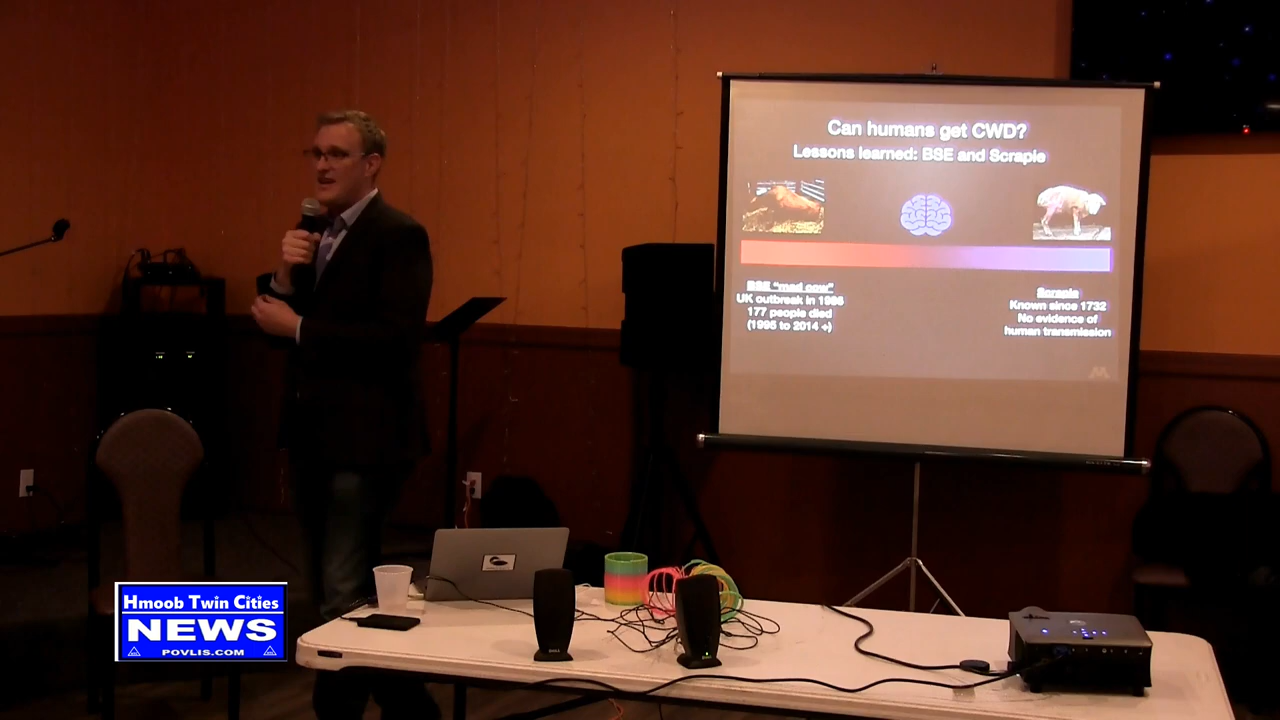 Can humans get CWD?
Lessons learned: BSE and Scrapie
BSE "mad cow"
UK outbreak in 1986
177 people died
(1995 to 2014 +)
Scrapie
Known since 1732
No evidence of
human transmission
M
Hmoob Twin Cities
NEWS
POVLIS.COM
DELL